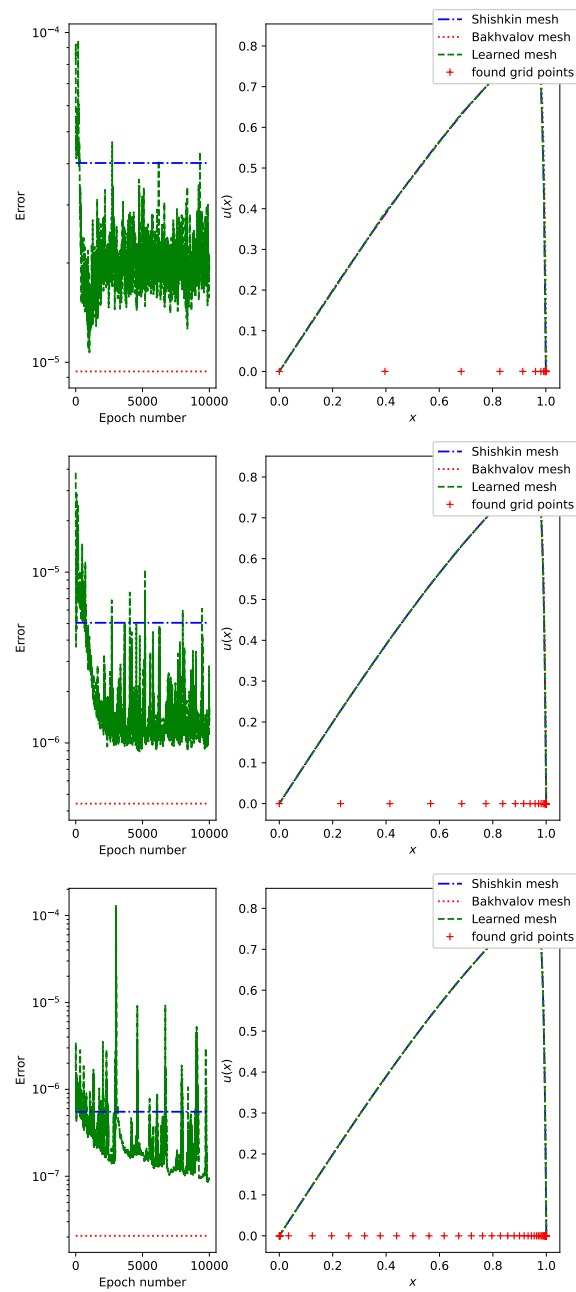 Shishkin mesh
Bakhvalov mesh
Learned mesh
found grid points
10⁻⁴
10⁻⁵
Error
0 5000 10000
Epoch number
0.8
0.7
0.6
0.5
0.4
0.3
0.2
0.1
0.0
u(x)
0.0 0.2 0.4 0.6 0.8 1.0
x
Shishkin mesh
Bakhvalov mesh
Learned mesh
found grid points
10⁻⁵
10⁻⁶
Error
0 5000 10000
Epoch number
0.8
0.7
0.6
0.5
0.4
0.3
0.2
0.1
0.0
u(x)
0.0 0.2 0.4 0.6 0.8 1.0
x
Shishkin mesh
Bakhvalov mesh
Learned mesh
found grid points
10⁻⁴
10⁻⁵
10⁻⁶
10⁻⁷
Error
0 5000 10000
Epoch number
0.8
0.7
0.6
0.5
0.4
0.3
0.2
0.1
0.0
u(x)
0.0 0.2 0.4 0.6 0.8 1.0
x